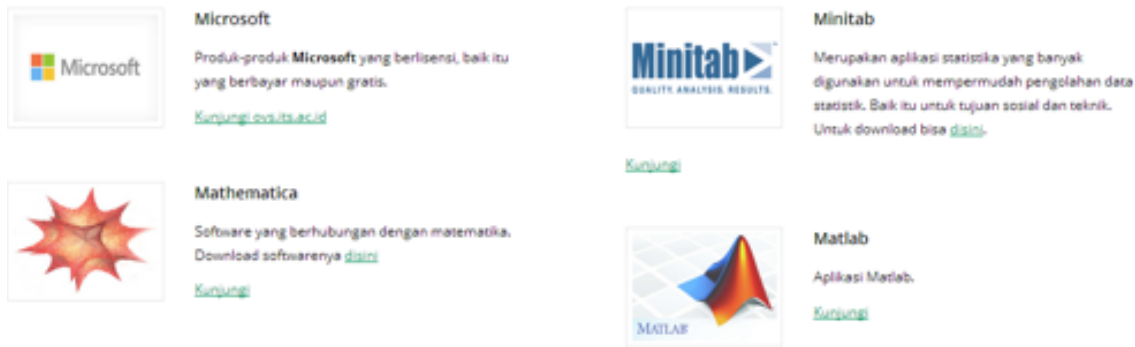 Microsoft
Microsoft
Produk-produk Microsoft yang berlisensi, baik itu
yang berbayar maupun gratis.
Kunjungi ovs.its.ac.id
Mathematica
Software yang berhubungan dengan matematika.
Download softwarenya disini
Kunjungi
Minitab
QUALITY. ANALYSIS. RESULTS.
Minitab
Merupakan aplikasi statistika yang banyak
digunakan untuk mempermudah pengolahan data
statistik. Baik itu untuk tujuan sosial dan teknik.
Untuk download bisa disini.
Kunjungi
MATLAB
Matlab
Aplikasi Matlab.
Kunjungi